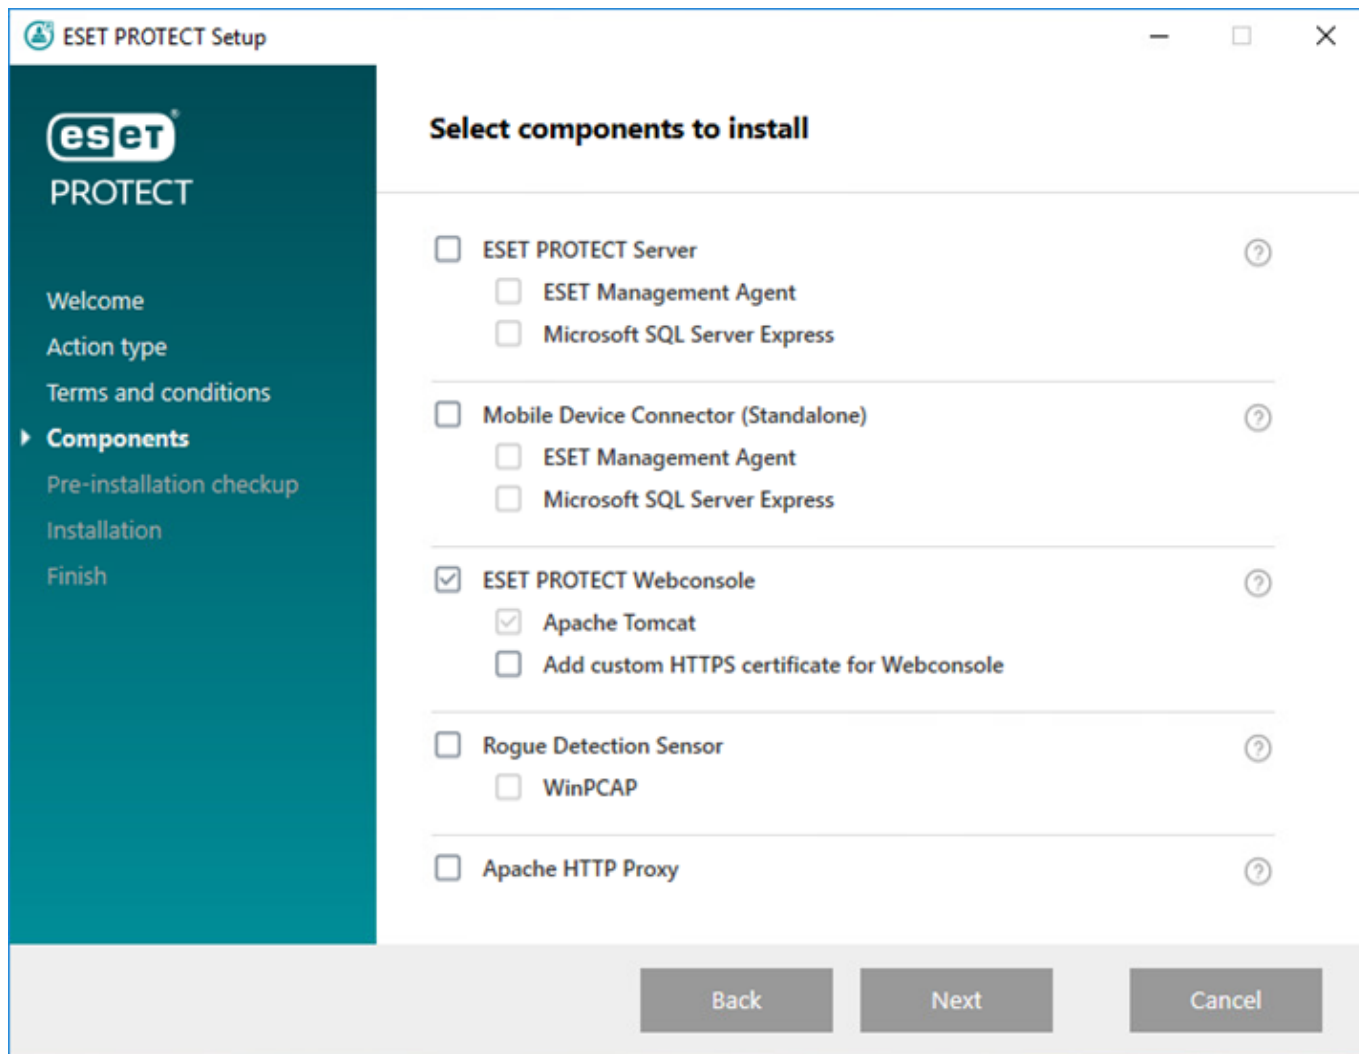 ESET PROTECT Setup
eset®
PROTECT
Welcome
Action type
Terms and conditions
Components
Pre-installation checkup
Installation
Finish
Select components to install
ESET PROTECT Server
ESET Management Agent
Microsoft SQL Server Express
Mobile Device Connector (Standalone)
ESET Management Agent
Microsoft SQL Server Express
ESET PROTECT Webconsole
Apache Tomcat
Add custom HTTPS certificate for Webconsole
Rogue Detection Sensor
WinPCAP
Apache HTTP Proxy
Back Next Cancel